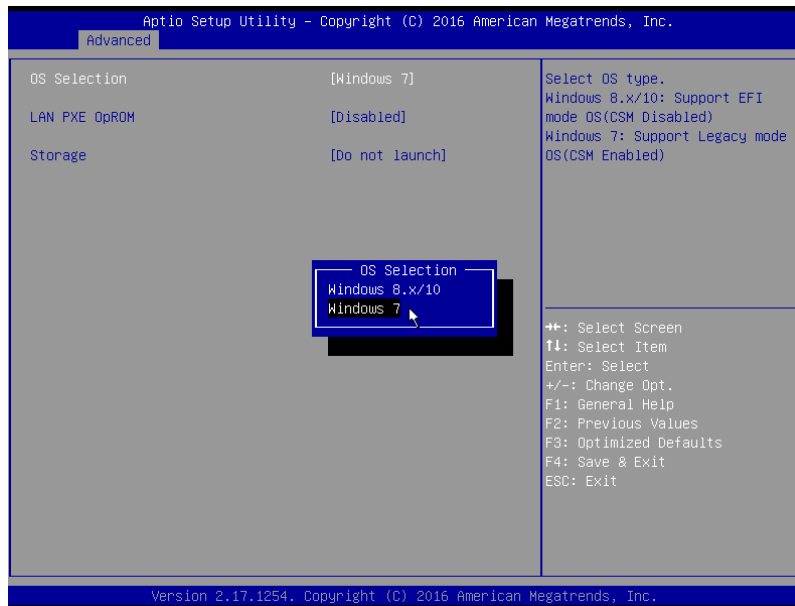 Aptio Setup Utility - Copyright (C) 2016 American Megatrends, Inc.
Advanced
OS Selection [Windows 7]
LAN PXE OpROM [Disabled]
Storage [Do not launch]
Select OS type.
Windows 8.x/10: Support EFI
mode OS(CSM Disabled)
Windows 7: Support Legacy mode
OS(CSM Enabled)
OS Selection
Windows 8.x/10
Windows 7
→←: Select Screen
↑↓: Select Item
Enter: Select
+/-: Change Opt.
F1: General Help
F2: Previous Values
F3: Optimized Defaults
F4: Save & Exit
ESC: Exit
Version 2.17.1254. Copyright (C) 2016 American Megatrends, Inc.